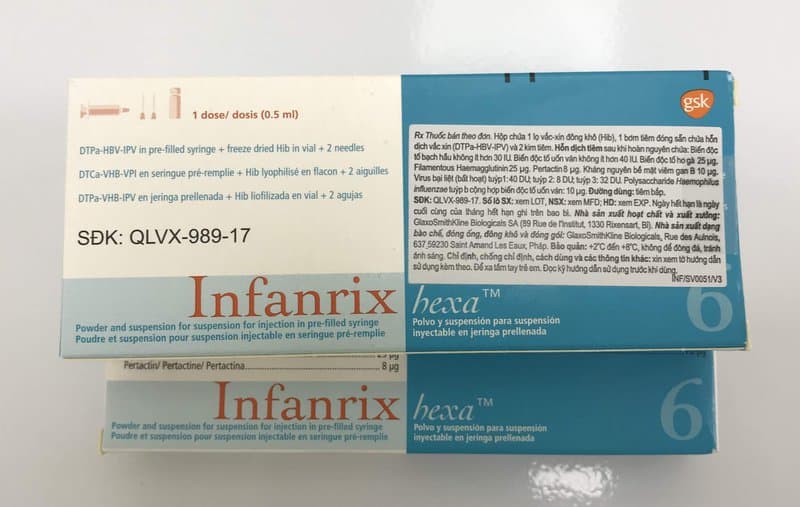 1 dose/ dosis (0.5 ml)
DTPa-HBV-IPV in pre-filled syringe + freeze dried Hib in vial + 2 needles
DTCa-VHB-VPI en seringue pré-remplie + Hib lyophilisé en flacon + 2 aiguilles
DTPa-VHB-IPV en jeringa prellenada + Hib liofilizada en vial + 2 agujas
SĐK: QLVX-989-17
gsk
Rx Thuốc bán theo đơn. Hộp chứa 1 lọ vắc-xin đông khô (Hib), 1 bơm tiêm đóng sẵn chứa hỗn
dịch vắc xin (DTPa-HBV-IPV) và 2 kim tiêm. Hỗn dịch tiêm sau khi hoàn nguyên chứa: Biến độc
tố bạch hầu không ít hơn 30 IU. Biến độc tố uốn ván không ít hơn 40 IU. Biến độc tố ho gà 25 µg.
Filamentous Haemagglutinin 25 µg. Pertactin 8 µg. Kháng nguyên bề mặt viêm gan B 10 µg.
Virus bại liệt (bất hoạt) tuýp 1: 40 DU; tuýp 2: 8 DU; tuýp 3: 32 DU. Polysaccharide Haemophilus
influenzae tuýp b cộng hợp biến độc tố uốn ván: 10 µg. Đường dùng: tiêm bắp.
SĐK: QLVX-989-17. Số lô SX: xem LOT, NSX: xem MFD; HD: xem EXP. Ngày hết hạn là ngày
cuối cùng của tháng hết hạn ghi trên bao bì. Nhà sản xuất hoạt chất và xuất xưởng:
GlaxoSmithKline Biologicals SA (89 Rue de l'Institut, 1330 Rixensart, Bỉ). Nhà sản xuất dạng
bào chế, đóng ống, đông khô và đóng gói: GlaxoSmithKline Biologicals, Rue des Aulnois,
637,59230 Saint Amand Les Eaux, Pháp. Bảo quản: +2°C đến +8°C, không để đông đá, tránh
ánh sáng. Chỉ định, chống chỉ định, cách dùng và các thông tin khác: xin xem tờ hướng dẫn
sử dụng kèm theo. Để xa tầm tay trẻ em. Đọc kỹ hướng dẫn sử dụng trước khi dùng.
INF/SV0051/V3
Infanrix hexa™
6
Powder and suspension for suspension for injection in pre-filled syringe
Poudre et suspension pour suspension injectable en seringue pré-remplie
Polvo y suspensión para suspensión
inyectable en jeringa prellenada
Pertactin/ Pertactine/ Pertactina 8 µg
Infanrix hexa™
6
Powder and suspension for suspension for injection in pre-filled syringe
Poudre et suspension pour suspension injectable en seringue pré-remplie
Polvo y suspensión para suspensión
inyectable en jeringa prellenada